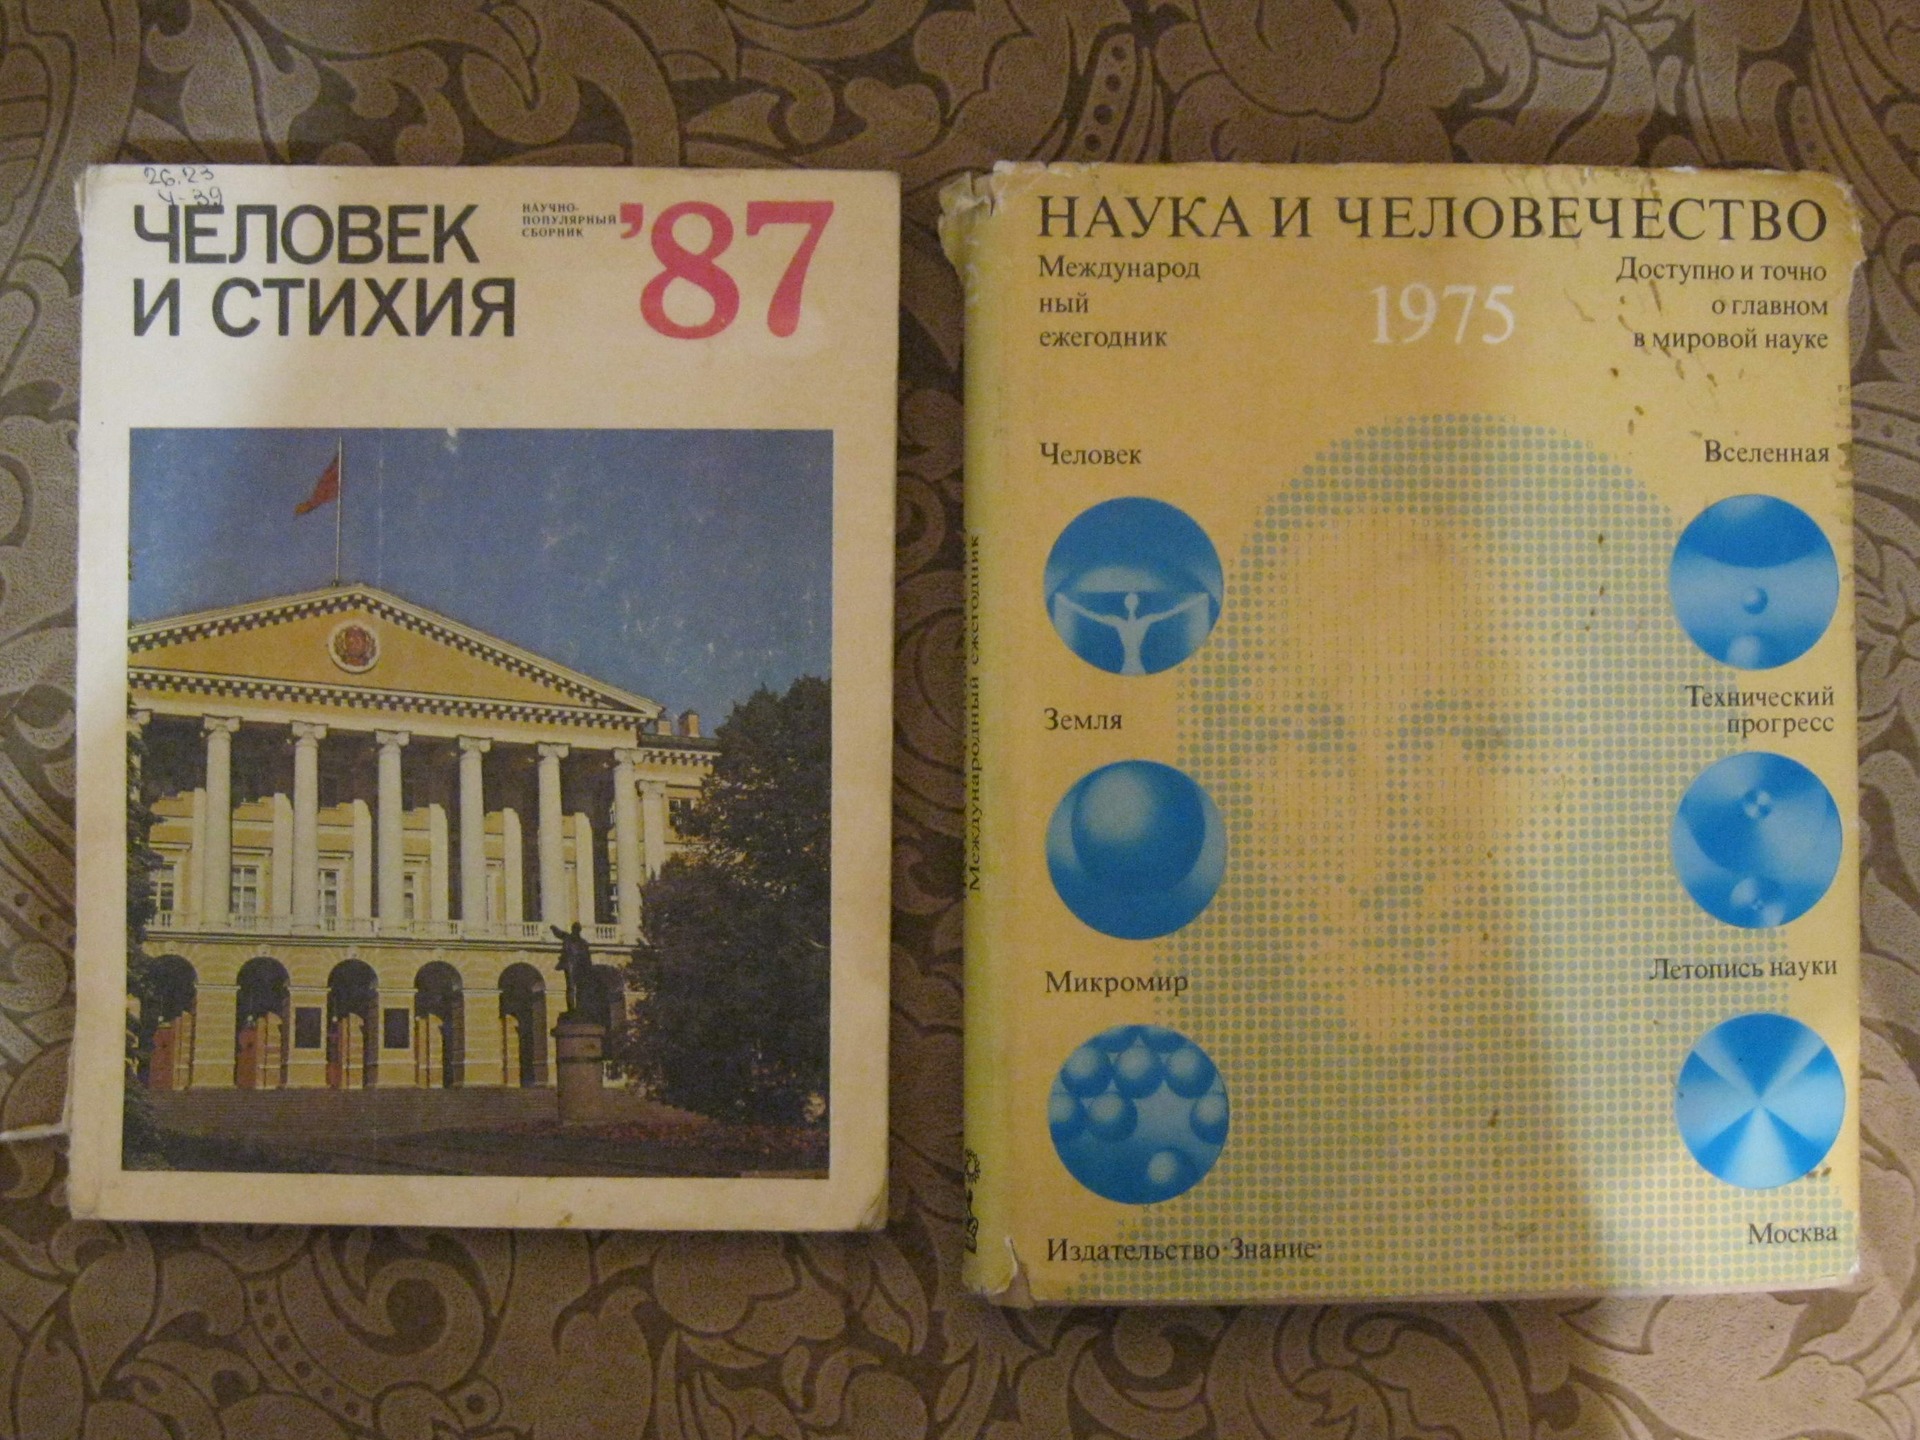 26.23
Ч-39
ЧЕЛОВЕК
И СТИХИЯ
НАУЧНО-
ПОПУЛЯРНЫЙ
СБОРНИК
'87
НАУКА И ЧЕЛОВЕЧЕСТВО
Международ
ный
ежегодник
1975
Доступно и точно
о главном
в мировой науке
Человек
Вселенная
Земля
Технический
прогресс
Микромир
Летопись науки
Издательство·Знание·
Москва
Международный ежегодник